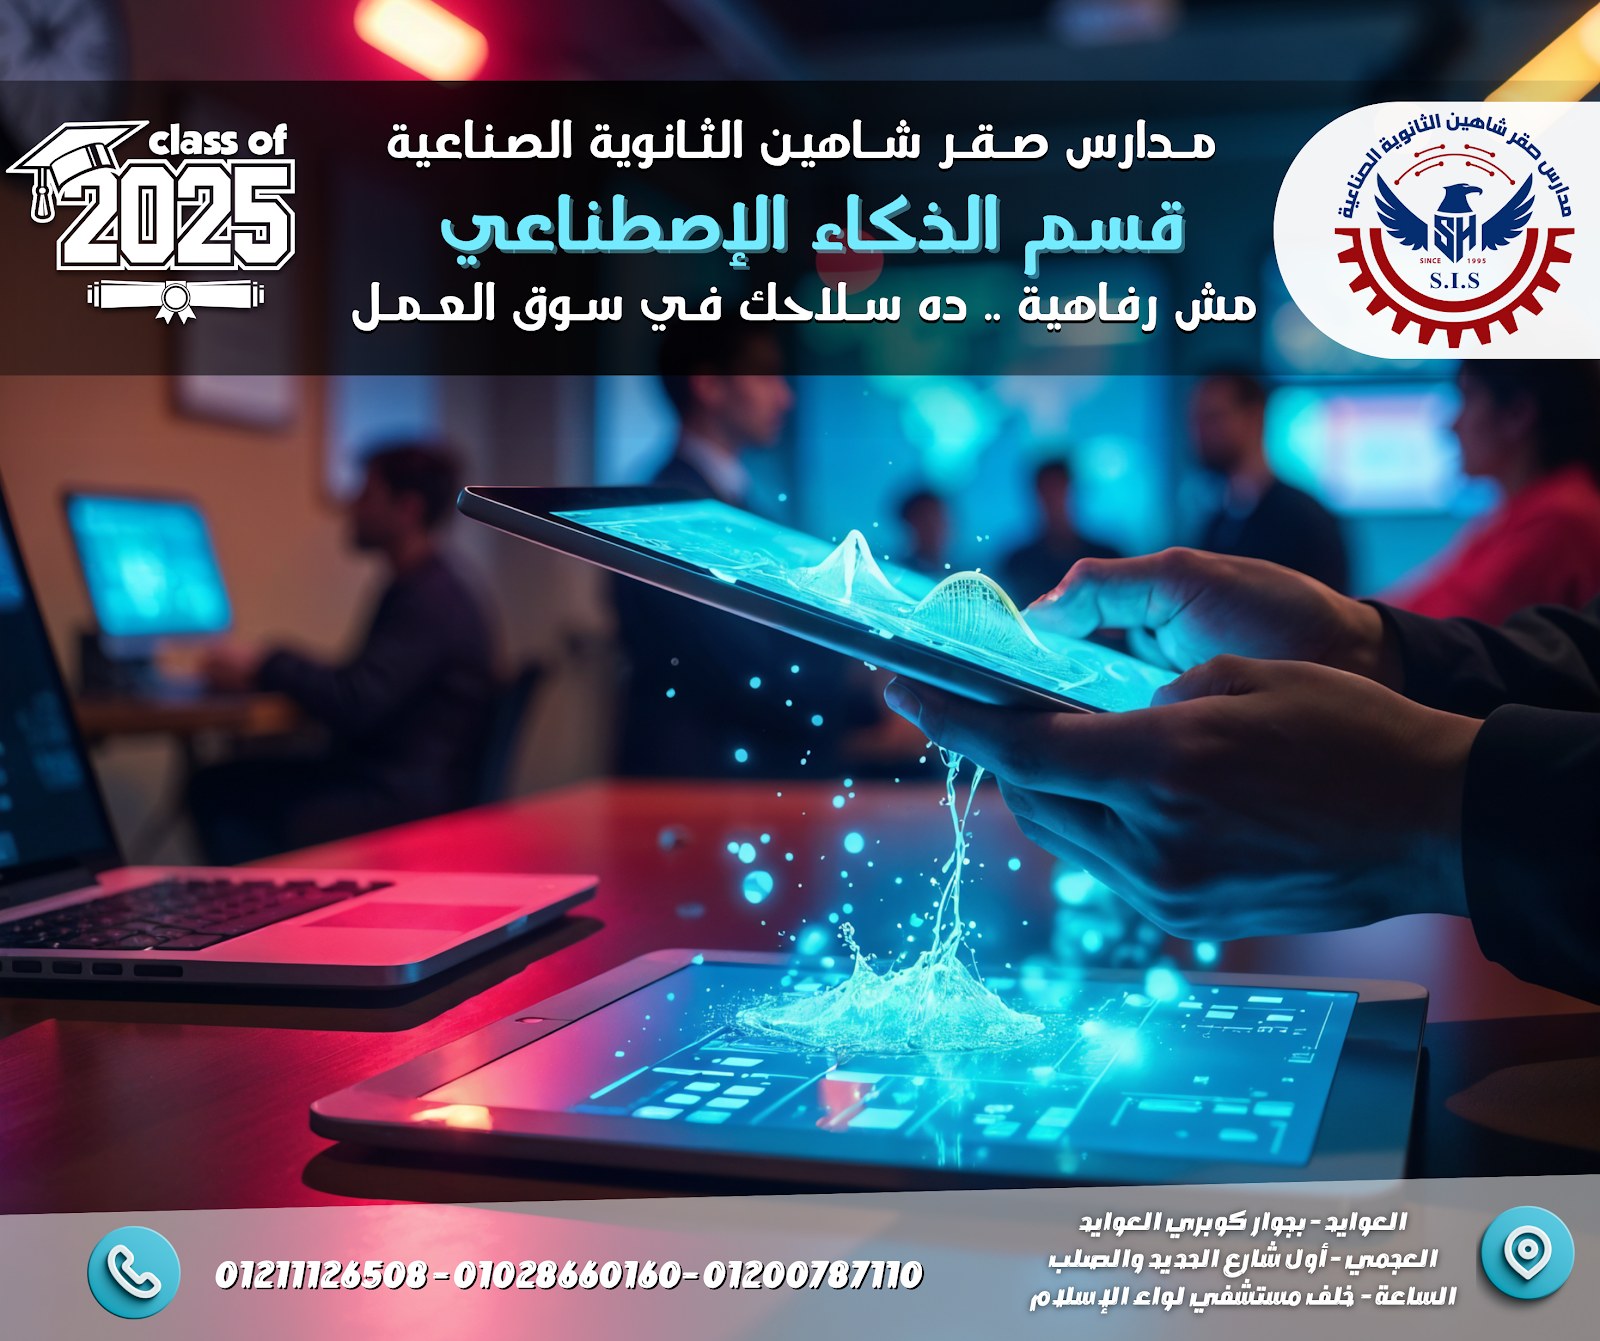 class of
2025
مدارس صقر شاهين الثانوية الصناعية
قسم الذكاء الإصطناعي
مش رفاهية .. ده سلاحك في سوق العمل
مدارس صقر شاهين الثانوية الصناعية
SH
SINCE 1995
S.I.S
العوايد - بجوار كوبري العوايد
العجمي - أول شارع الحديد والصلب
الساعة - خلف مستشفي لواء الإسلام
01211126508 - 01028660160 - 01200787110